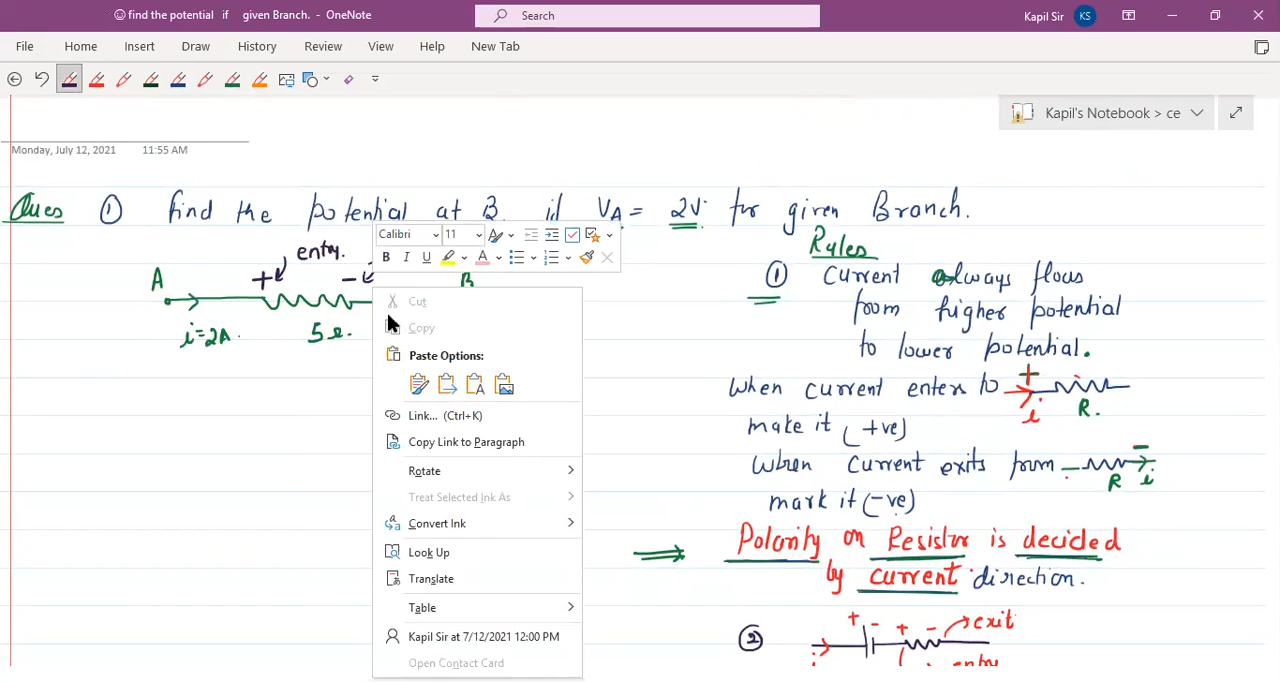 find the potential if given Branch. - OneNote
Search
Kapil Sir KS
File Home Insert Draw History Review View Help New Tab
Kapil's Notebook > ce
Monday, July 12, 2021 11:55 AM
Ques ① find the potential at B if VA = 2V for given Branch.
Calibri 11
B I U A
entry.
+ −
A B
i=2A 5Ω
Cut
Copy
Paste Options:
Link... (Ctrl+K)
Copy Link to Paragraph
Rotate
Treat Selected Ink As
Convert Ink
Look Up
Translate
Table
Kapil Sir at 7/12/2021 12:00 PM
Open Contact Card
Rules
① Current always flows
from higher potential
to lower potential.
When current enters to + i R.
make it (+ve)
When current exits from − − R i
mark it (-ve)
Polarity on Resistor is decided
by current direction.
② + - + - exit
i entry